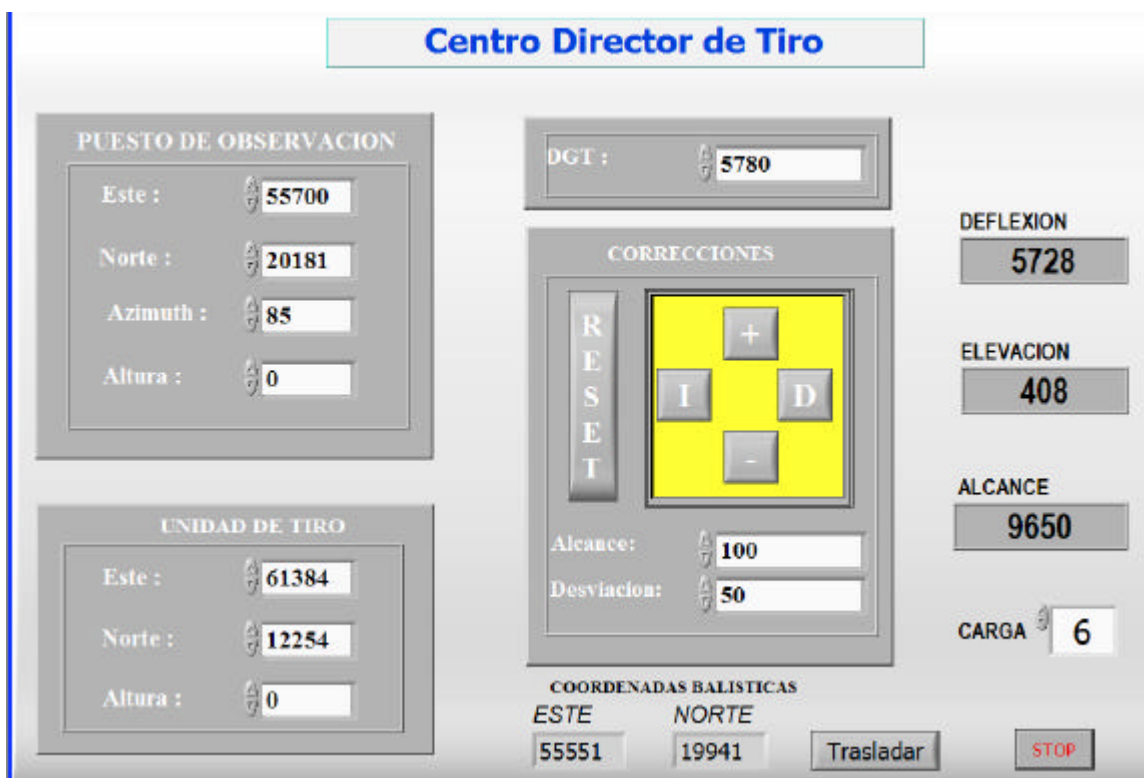 Centro Director de Tiro
PUESTO DE OBSERVACION
Este : 55700
Norte : 20181
Azimuth : 85
Altura : 0
UNIDAD DE TIRO
Este : 61384
Norte : 12254
Altura : 0
DGT : 5780
CORRECCIONES
RESET
+
I D
-
Alcance: 100
Desviacion: 50
COORDENADAS BALISTICAS
ESTE NORTE
55551 19941 Trasladar
DEFLEXION
5728
ELEVACION
408
ALCANCE
9650
CARGA 6
STOP